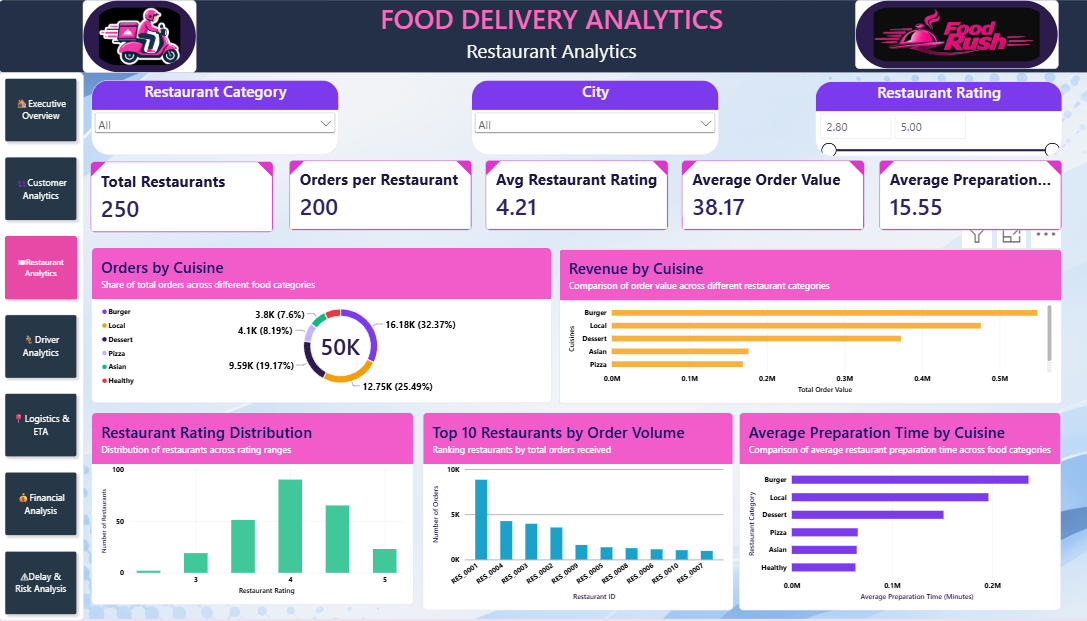 FOOD DELIVERY ANALYTICS
Restaurant Analytics
Food
Rush
Executive
Overview
Customer
Analytics
Restaurant
Analytics
Driver
Analytics
Logistics &
ETA
Financial
Analysis
Delay &
Risk Analysis
Restaurant Category
All
City
All
Restaurant Rating
2.80 5.00
Total Restaurants
250
Orders per Restaurant
200
Avg Restaurant Rating
4.21
Average Order Value
38.17
Average Preparation...
15.55
Orders by Cuisine
Share of total orders across different food categories
Burger
Local
Dessert
Pizza
Asian
Healthy
3.8K (7.6%)
4.1K (8.19%)
9.59K (19.17%)
50K
16.18K (32.37%)
12.75K (25.49%)
Revenue by Cuisine
Comparison of order value across different restaurant categories
Cuisines
Burger
Local
Dessert
Asian
Pizza
0.0M 0.1M 0.2M 0.3M 0.4M 0.5M
Total Order Value
Restaurant Rating Distribution
Distribution of restaurants across rating ranges
Number of Restaurants
100
50
0
3 4 5
Restaurant Rating
Top 10 Restaurants by Order Volume
Ranking restaurants by total orders received
Number of Orders
10K
5K
0K
RES_0001 RES_0004 RES_0003 RES_0002 RES_0009 RES_0005 RES_0008 RES_0006 RES_0010 RES_0007
Restaurant ID
Average Preparation Time by Cuisine
Comparison of average restaurant preparation time across food categories
Restaurant Category
Burger
Local
Dessert
Pizza
Asian
Healthy
0.0M 0.1M 0.2M
Average Preparation Time (Minutes)